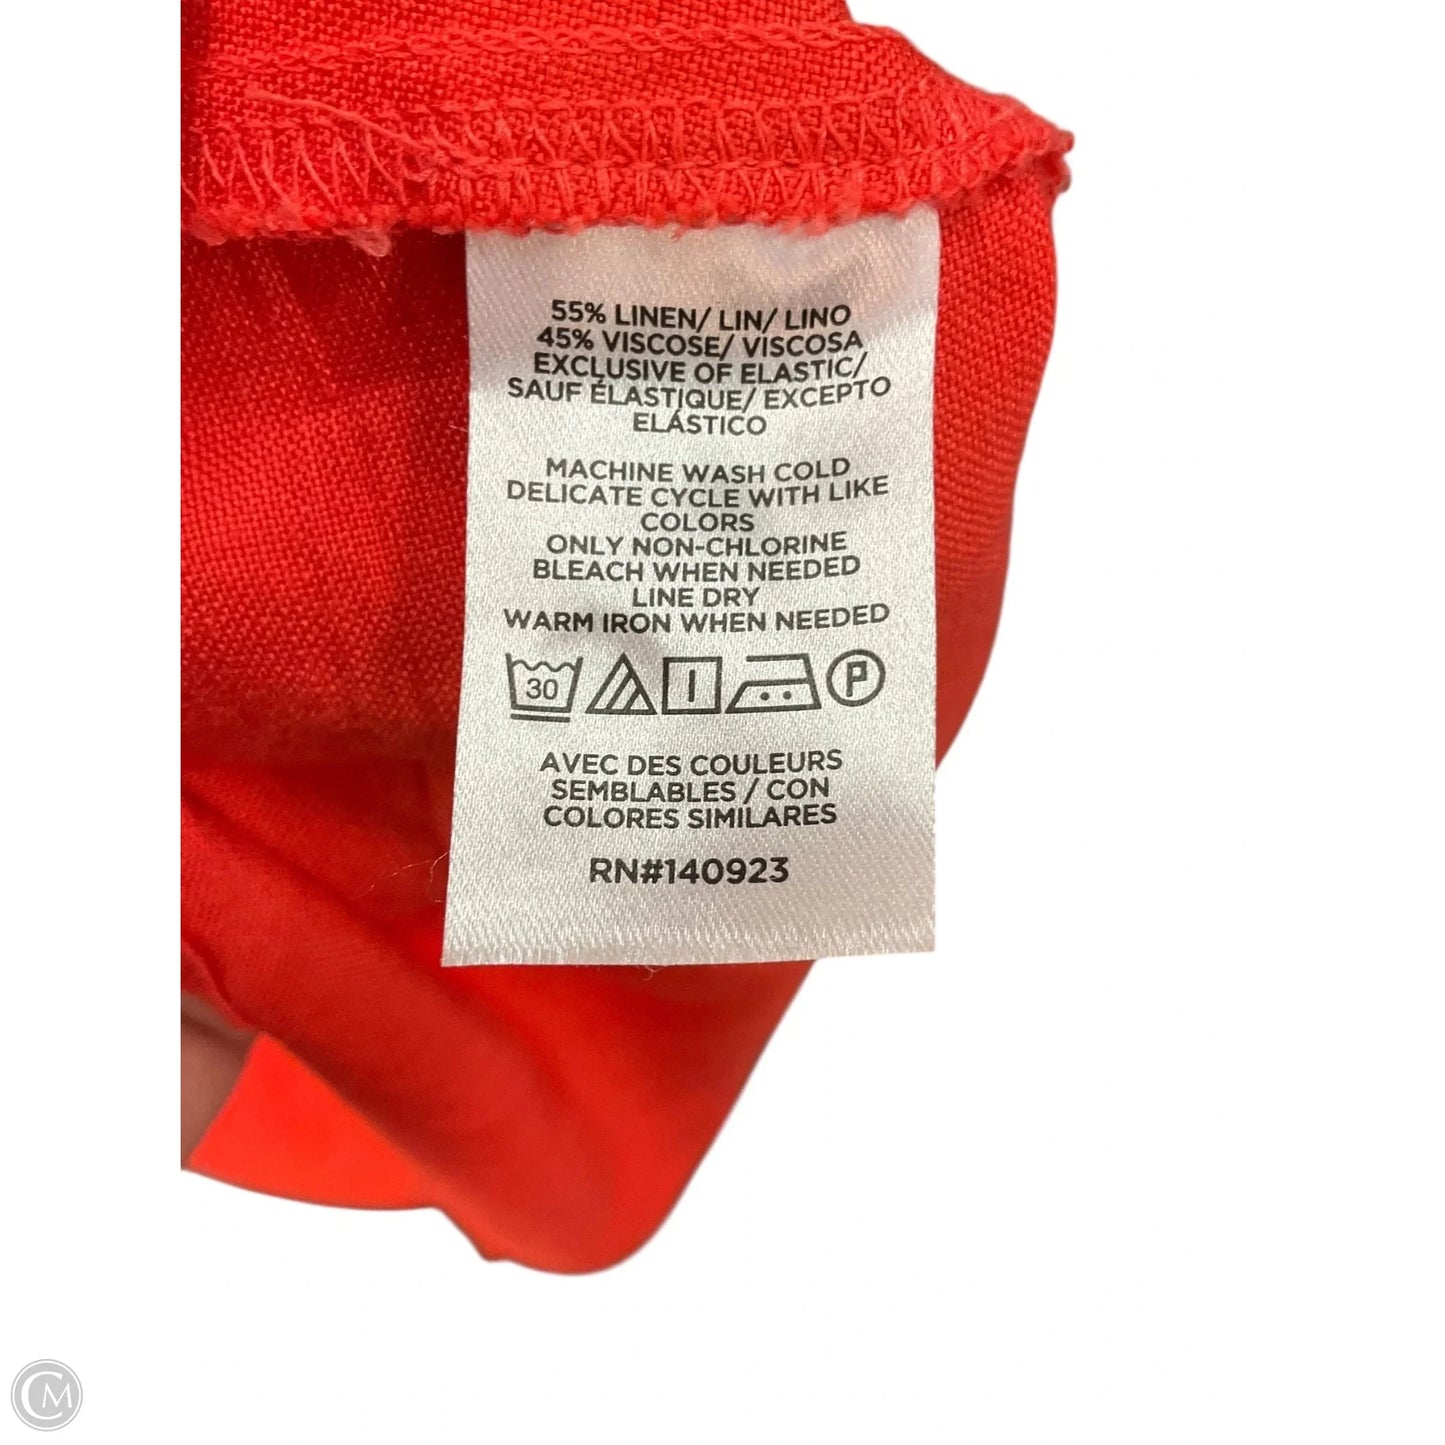 55% LINEN/ LIN/ LINO
45% VISCOSE/ VISCOSA
EXCLUSIVE OF ELASTIC/
SAUF ÉLASTIQUE/ EXCEPTO
ELÁSTICO
MACHINE WASH COLD
DELICATE CYCLE WITH LIKE
COLORS
ONLY NON-CHLORINE
BLEACH WHEN NEEDED
LINE DRY
WARM IRON WHEN NEEDED
30 P
AVEC DES COULEURS
SEMBLABLES / CON
COLORES SIMILARES
RN#140923
CM